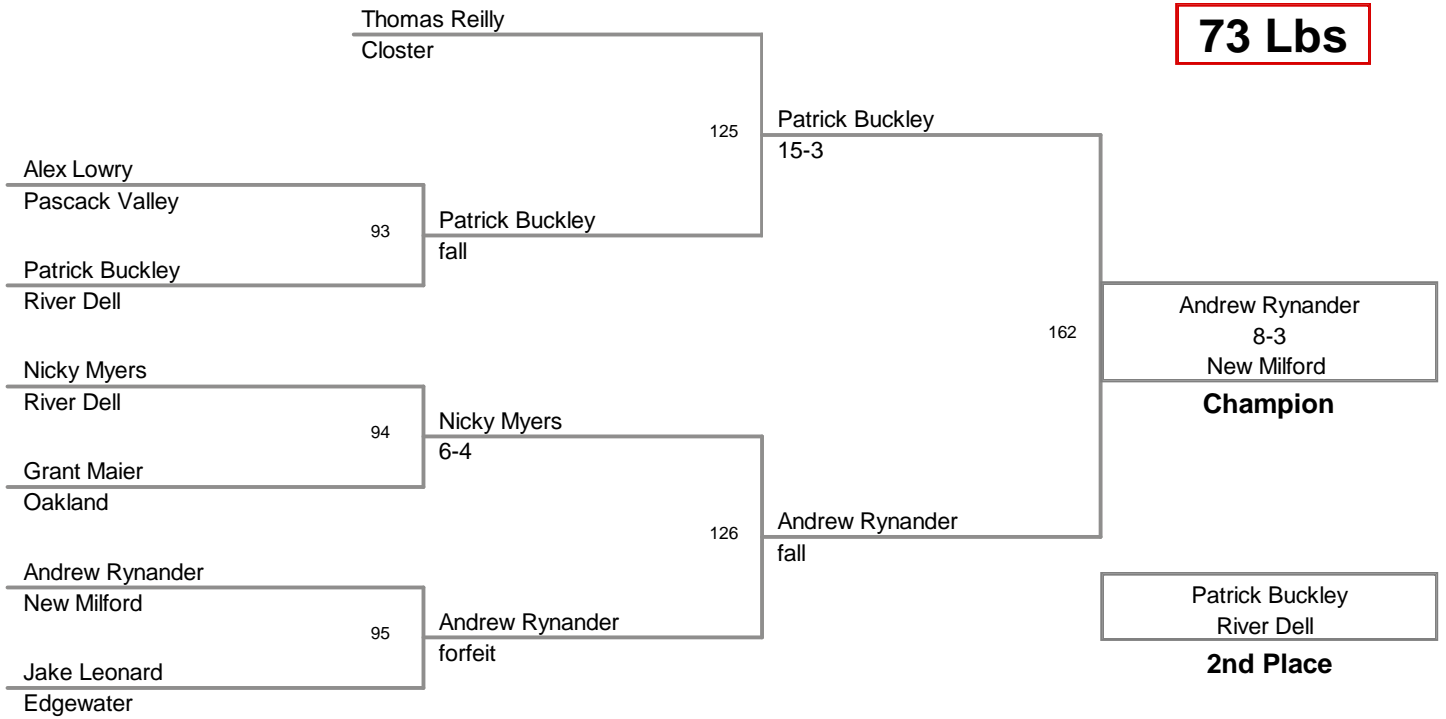 Thomas Reilly
Closter
73 Lbs
125
Patrick Buckley
15-3
Alex Lowry
Pascack Valley
93
Patrick Buckley
fall
Patrick Buckley
River Dell
162
Andrew Rynander
8-3
New Milford
Champion
Nicky Myers
River Dell
94
Nicky Myers
6-4
Grant Maier
Oakland
126
Andrew Rynander
fall
Andrew Rynander
New Milford
95
Andrew Rynander
forfeit
Jake Leonard
Edgewater
Patrick Buckley
River Dell
2nd Place